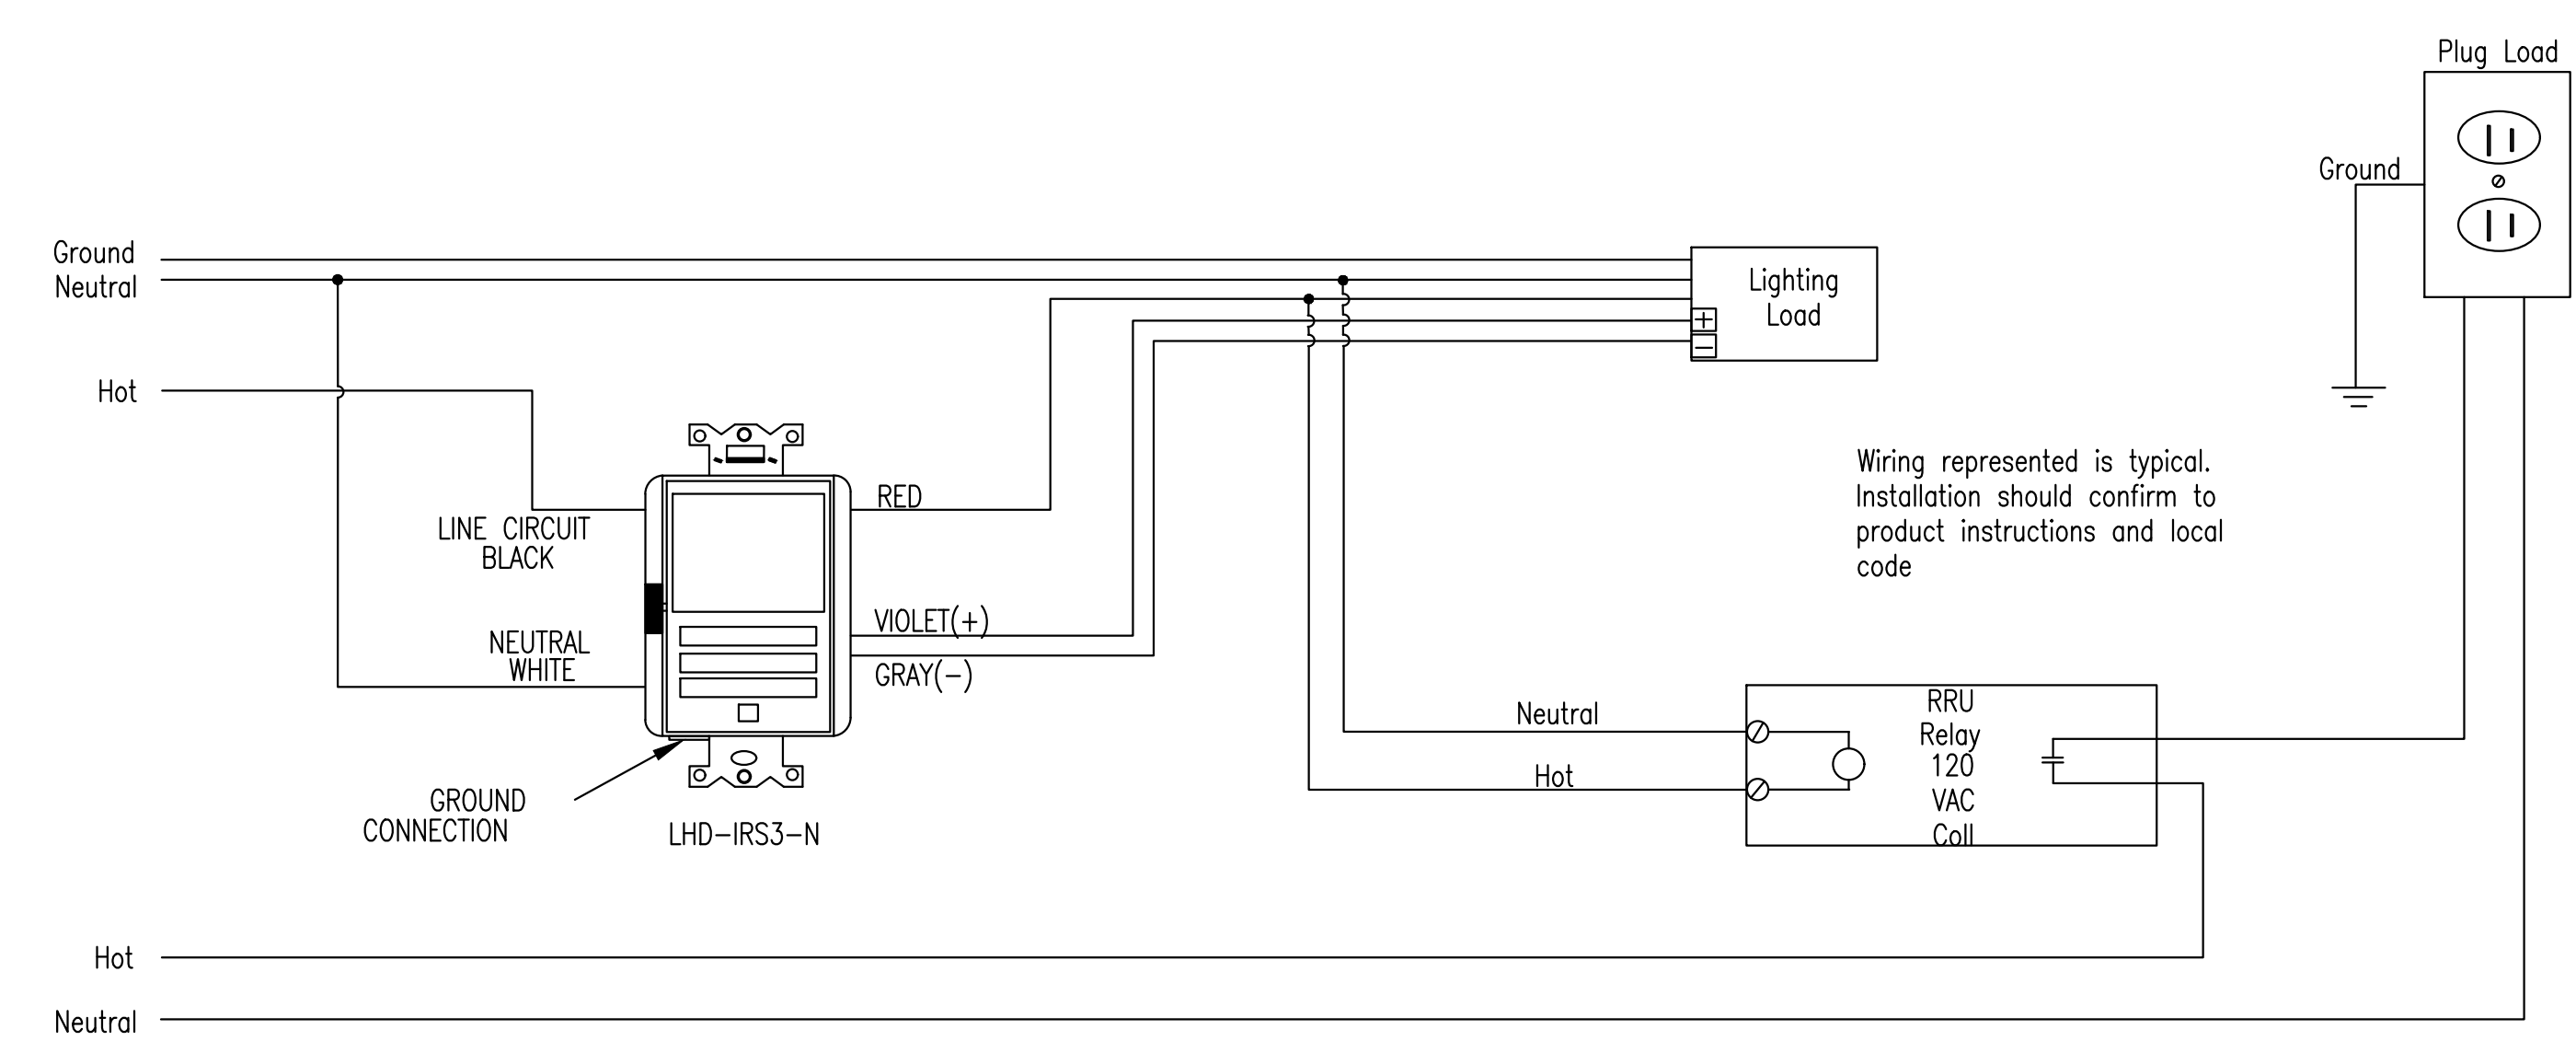 Plug Load
Ground
Ground
Neutral
Lighting
Load
+
−
Hot
Wiring represented is typical.
Installation should confirm to
product instructions and local
code
RED
LINE CIRCUIT
BLACK
VIOLET(+)
NEUTRAL
WHITE
GRAY(−)
Neutral
Hot
RRU
Relay
120
VAC
Coll
GROUND
CONNECTION
LHD-IRS3-N
Hot
Neutral